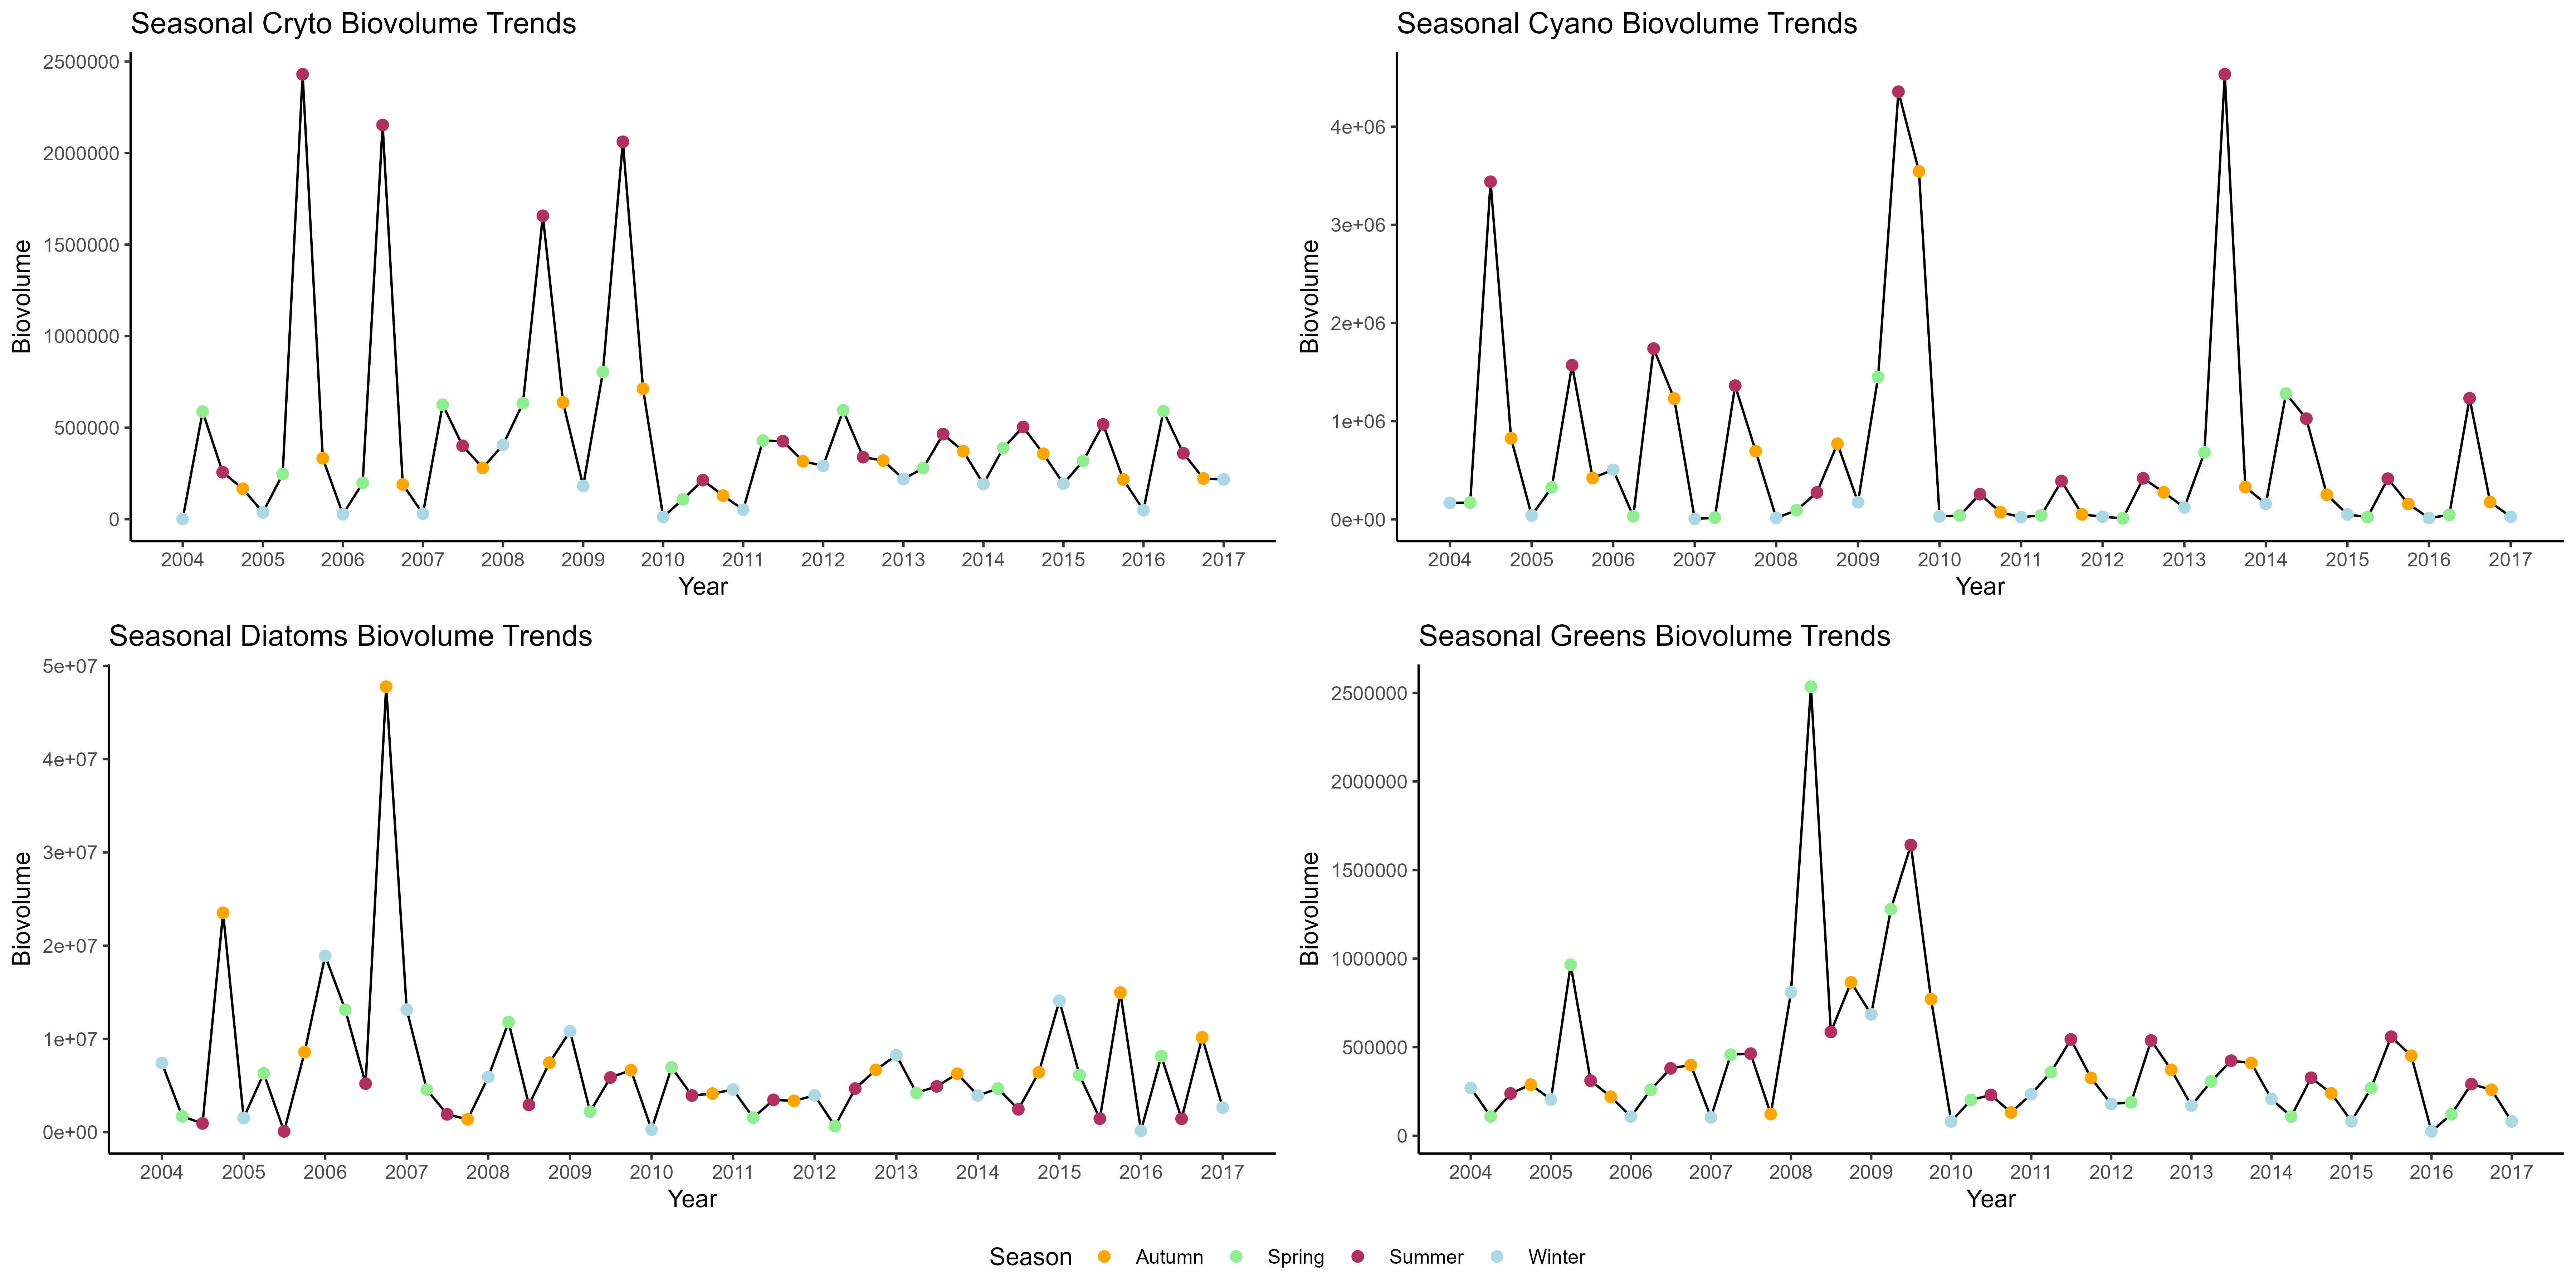 Seasonal Cryto Biovolume Trends
Biovolume
2500000
2000000
1500000
1000000
500000
0
2004 2005 2006 2007 2008 2009 2010 2011 2012 2013 2014 2015 2016 2017
Year
Seasonal Cyano Biovolume Trends
Biovolume
4e+06
3e+06
2e+06
1e+06
0e+00
2004 2005 2006 2007 2008 2009 2010 2011 2012 2013 2014 2015 2016 2017
Year
Seasonal Diatoms Biovolume Trends
Biovolume
5e+07
4e+07
3e+07
2e+07
1e+07
0e+00
2004 2005 2006 2007 2008 2009 2010 2011 2012 2013 2014 2015 2016 2017
Year
Seasonal Greens Biovolume Trends
Biovolume
2500000
2000000
1500000
1000000
500000
0
2004 2005 2006 2007 2008 2009 2010 2011 2012 2013 2014 2015 2016 2017
Year
Season Autumn Spring Summer Winter